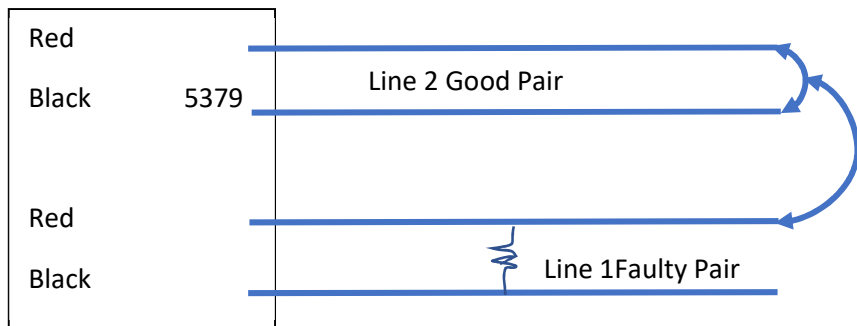 Red
Line 2 Good Pair
Black 5379
Red
Line 1Faulty Pair
Black